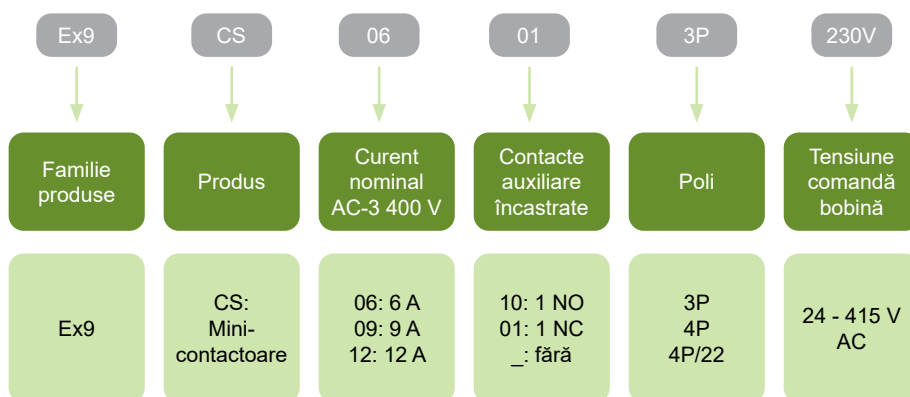 Ex9
CS
06
01
3P
230V
Familie
produse
Produs
Curent
nominal
AC-3 400 V
Contacte
auxiliare
încastrate
Poli
Tensiune
comandă
bobină
Ex9
CS:
Mini-
contactoare
06: 6 A
09: 9 A
12: 12 A
10: 1 NO
01: 1 NC
_: fără
3P
4P
4P/22
24 - 415 V
AC